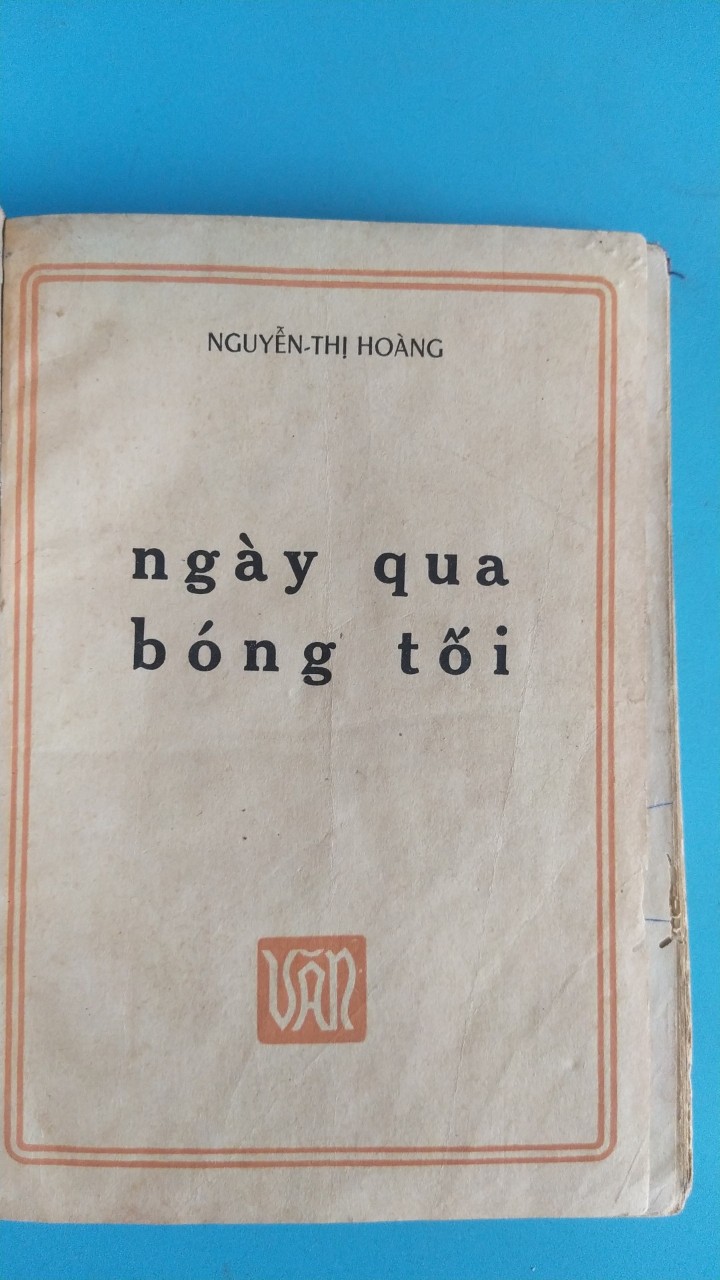 NGUYỄN-THỊ HOÀNG
ngày qua
bóng tối
VĂN